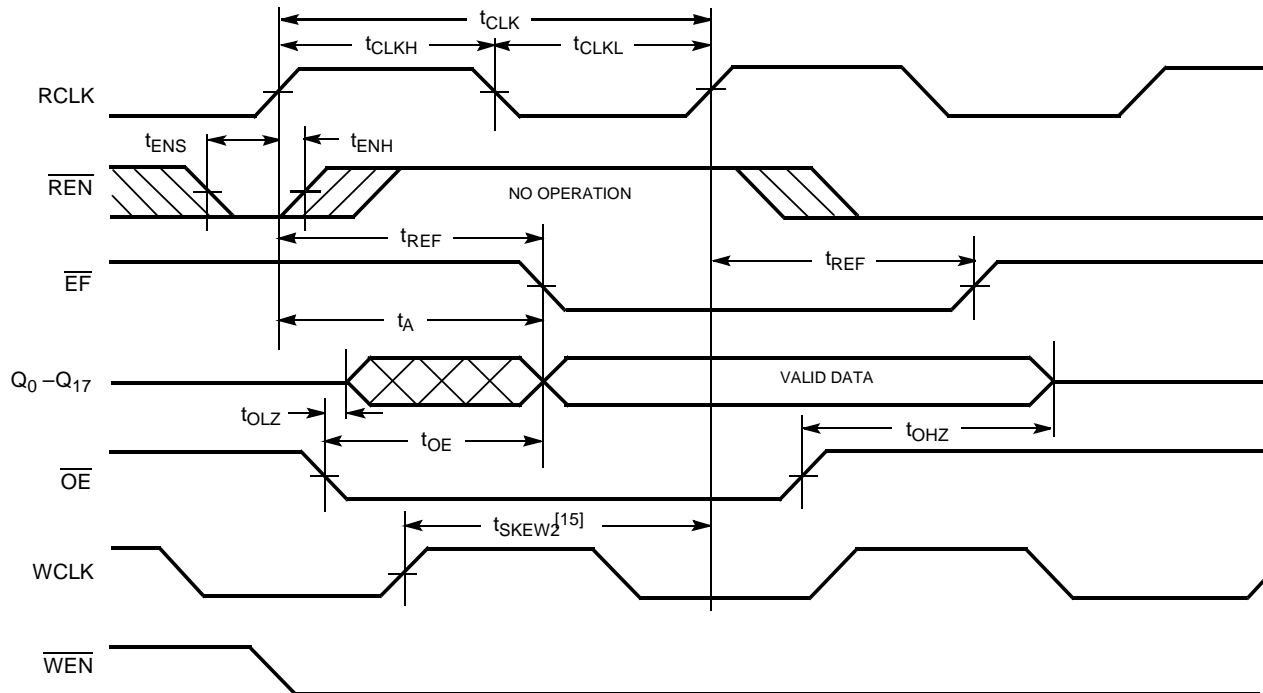 tCLK
tCLKH
tCLKL
RCLK
tENS
tENH
REN
NO OPERATION
tREF
tREF
EF
tA
Q0 –Q17
VALID DATA
tOLZ
tOE
tOHZ
OE
tSKEW2[15]
WCLK
WEN